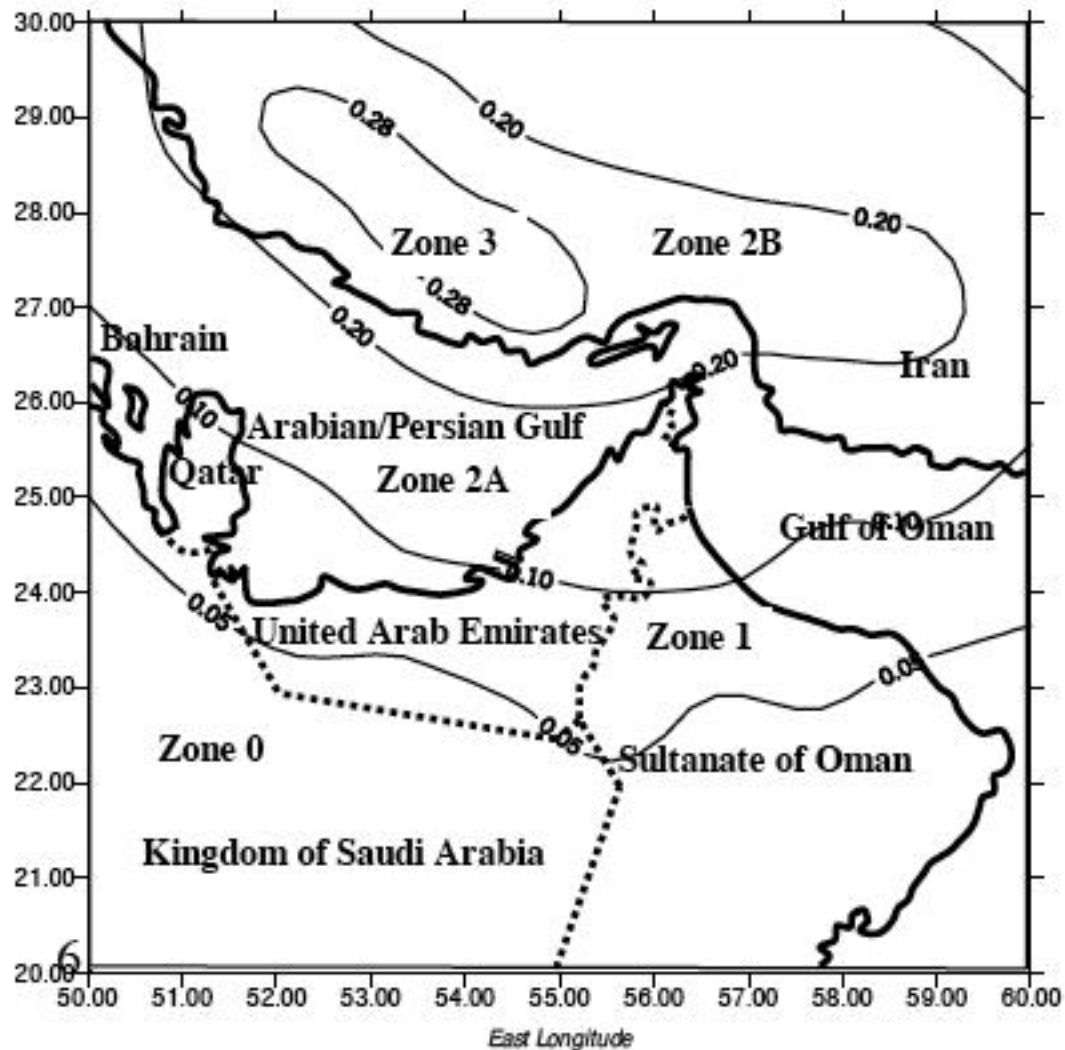 30.00
0.28
29.00
0.20
28.00
0.20
Zone 3
Zone 2B
0.28
27.00
0.20
Bahrain
0.20
Iran
26.00
0.10
Arabian/Persian Gulf
Qatar
Zone 2A
25.00
Gulf of Oman
0.10
0.10
24.00
0.05
United Arab Emirates
Zone 1
0.05
23.00
0.05
Zone 0
Sultanate of Oman
22.00
Kingdom of Saudi Arabia
21.00
6
20.00
50.00 51.00 52.00 53.00 54.00 55.00 56.00 57.00 58.00 59.00 60.00
East Longitude